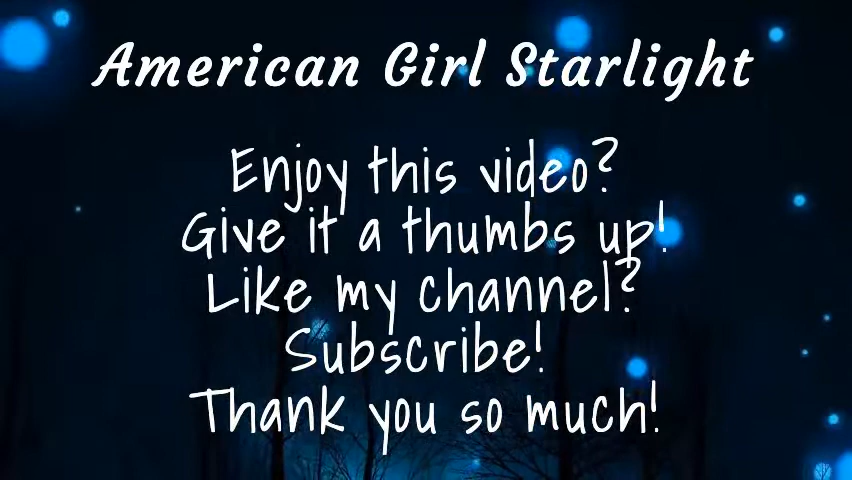 American Girl Starlight
Enjoy this video?
Give it a thumbs up!
Like my channel?
Subscribe!
Thank you so much!